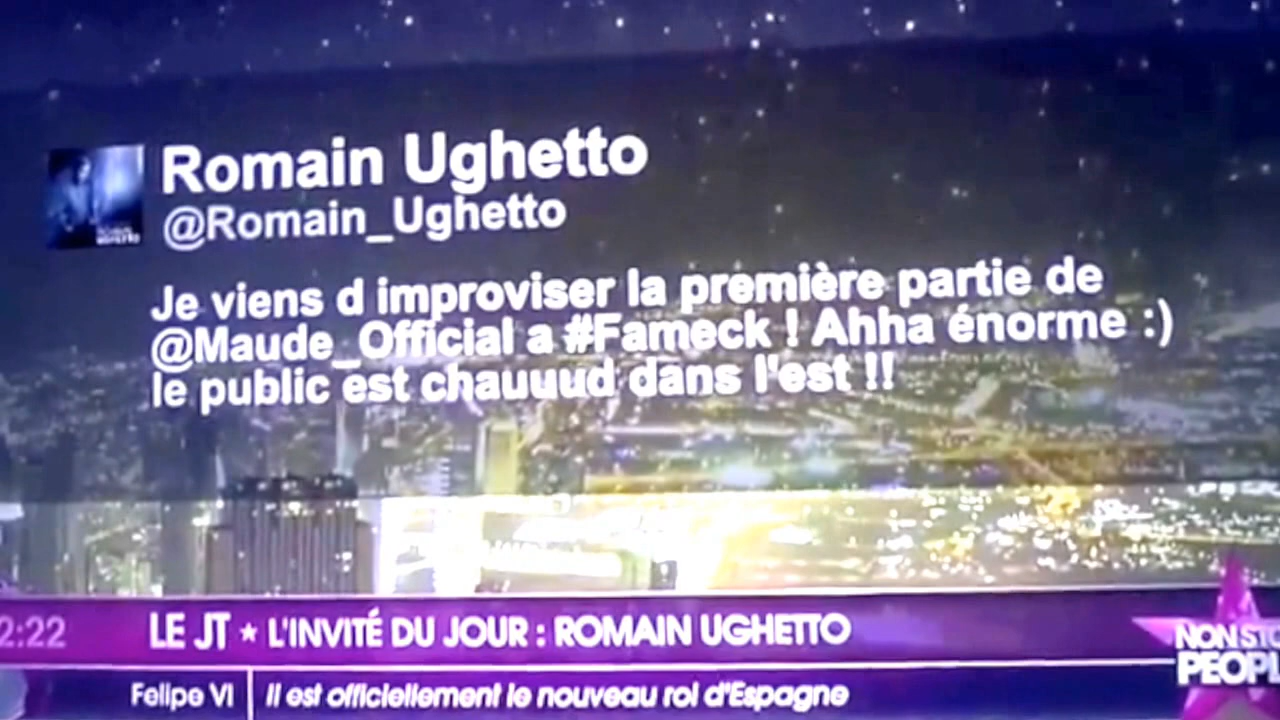 Romain Ughetto
@Romain_Ughetto
Je viens d improviser la première partie de
@Maude_Official a #Fameck ! Ahha énorme :)
le public est chauuud dans l'est !!
2:22
LE JT ★ L'INVITÉ DU JOUR : ROMAIN UGHETTO
NON STO
PEOPL
Felipe VI
Il est officiellement le nouveau roi d'Espagne